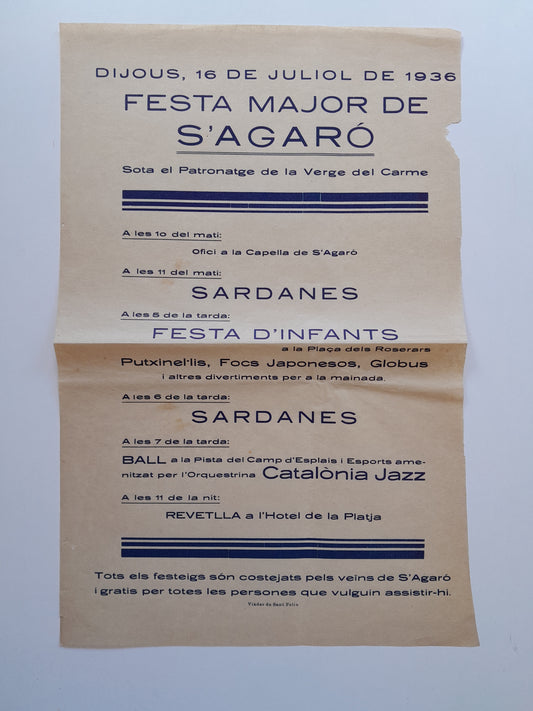 DIJOUS, 16 DE JULIOL DE 1936
FESTA MAJOR DE
S'AGARÓ
Sota el Patronatge de la Verge del Carme
A les 10 del matí:
Ofici a la Capella de S'Agaró
A les 11 del matí:
SARDANES
A les 5 de la tarda:
FESTA D'INFANTS
a la Plaça dels Roserars
Putxinel·lis, Focs Japonesos, Globus
i altres divertiments per a la mainada.
A les 6 de la tarda:
SARDANES
A les 7 de la tarda:
BALL a la Pista del Camp d'Esplais i Esports ame-
nitzat per l'Orquestrina Catalònia Jazz
A les 11 de la nit:
REVETLLA a l'Hotel de la Platja
Tots els festeigs són costejats pels veïns de S'Agaró
i gratis per totes les persones que vulguin assistir-hi.
Viader de Sant Feliu